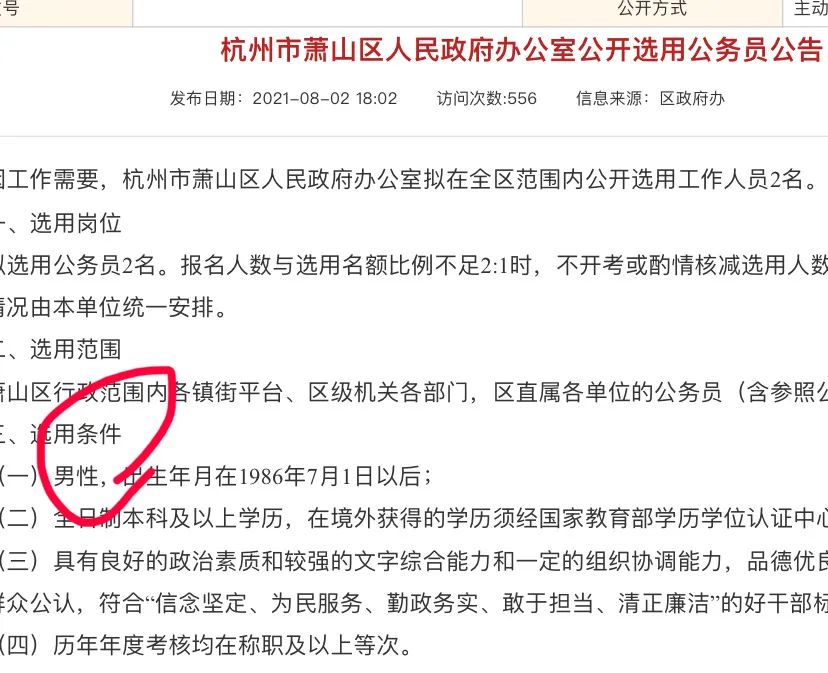 号
公开方式
主动
杭州市萧山区人民政府办公室公开选用公务员公告
发布日期：2021-08-02 18:02 访问次数:556 信息来源：区政府办
因工作需要，杭州市萧山区人民政府办公室拟在全区范围内公开选用工作人员2名。
一、选用岗位
拟选用公务员2名。报名人数与选用名额比例不足2:1时，不开考或酌情核减选用人数
情况由本单位统一安排。
二、选用范围
萧山区行政范围内各镇街平台、区级机关各部门，区直属各单位的公务员（含参照公
三、选用条件
（一）男性，出生年月在1986年7月1日以后；
（二）全日制本科及以上学历，在境外获得的学历须经国家教育部学历学位认证中心
（三）具有良好的政治素质和较强的文字综合能力和一定的组织协调能力，品德优良
群众公认，符合“信念坚定、为民服务、勤政务实、敢于担当、清正廉洁”的好干部标
（四）历年年度考核均在称职及以上等次。